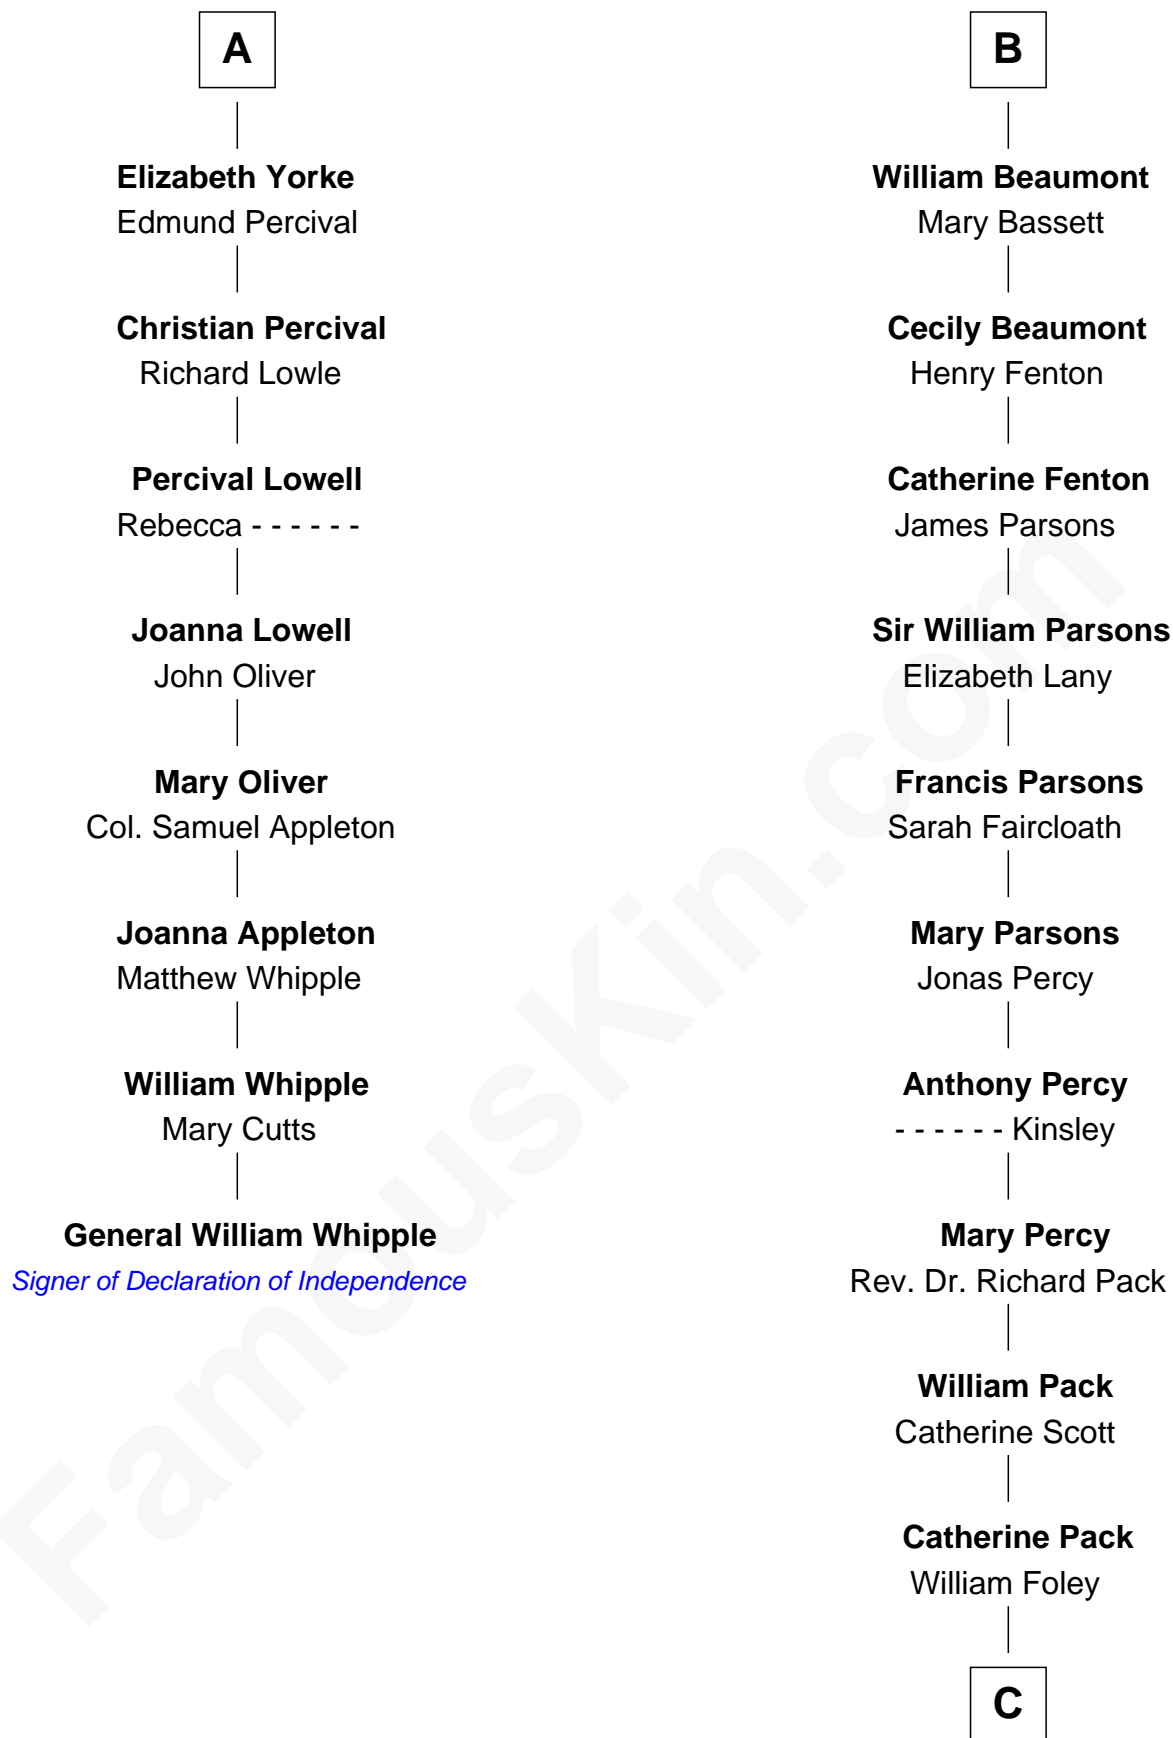 A
Elizabeth Yorke
Edmund Percival
Christian Percival
Richard Lowle
Percival Lowell
Rebecca - - - - - -
Joanna Lowell
John Oliver
Mary Oliver
Col. Samuel Appleton
Joanna Appleton
Matthew Whipple
William Whipple
Mary Cutts
General William Whipple
Signer of Declaration of Independence
B
William Beaumont
Mary Bassett
Cecily Beaumont
Henry Fenton
Catherine Fenton
James Parsons
Sir William Parsons
Elizabeth Lany
Francis Parsons
Sarah Faircloath
Mary Parsons
Jonas Percy
Anthony Percy
- - - - - - Kinsley
Mary Percy
Rev. Dr. Richard Pack
William Pack
Catherine Scott
Catherine Pack
William Foley
C
FamousKin.com